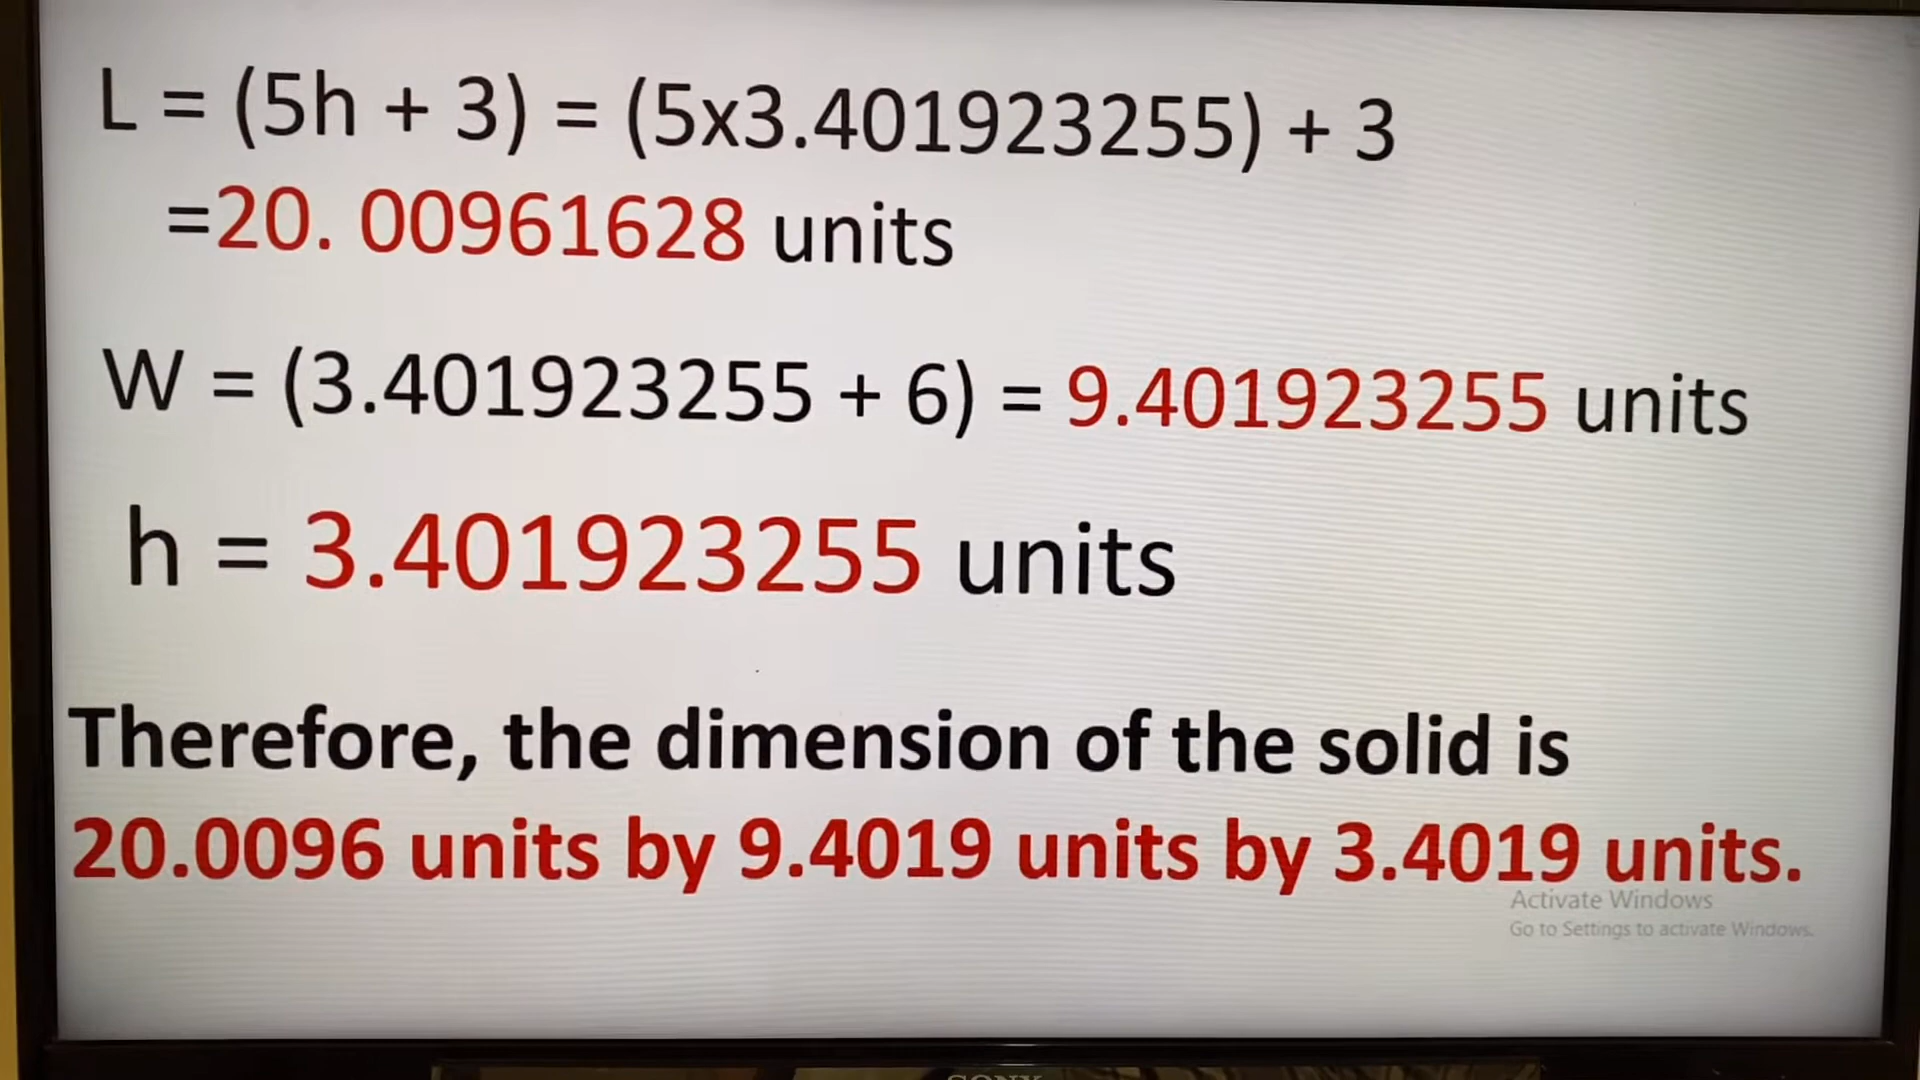 L = (5h + 3) = (5x3.401923255) + 3
=20. 00961628 units
W = (3.401923255 + 6) = 9.401923255 units
h = 3.401923255 units
Therefore, the dimension of the solid is
20.0096 units by 9.4019 units by 3.4019 units.
Activate Windows
Go to Settings to activate Windows.
SONY